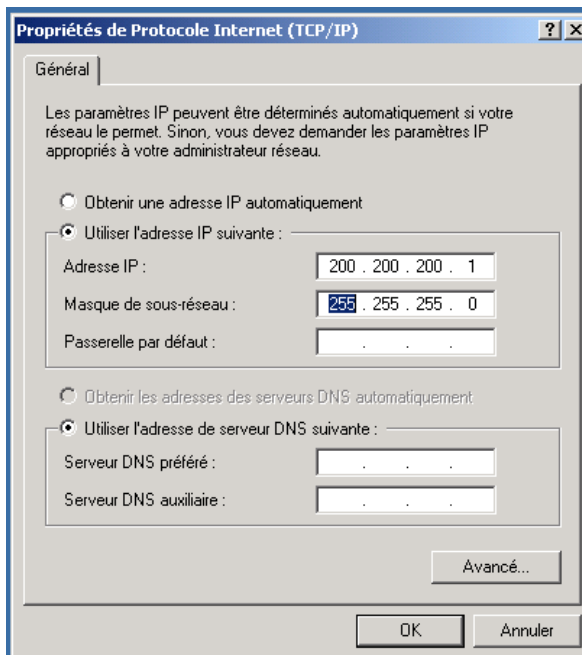 Propriétés de Protocole Internet (TCP/IP)
Général
Les paramètres IP peuvent être déterminés automatiquement si votre
réseau le permet. Sinon, vous devez demander les paramètres IP
appropriés à votre administrateur réseau.
Obtenir une adresse IP automatiquement
Utiliser l'adresse IP suivante :
Adresse IP : 200 . 200 . 200 . 1
Masque de sous-réseau : 255 . 255 . 255 . 0
Passerelle par défaut : . . .
Obtenir les adresses des serveurs DNS automatiquement
Utiliser l'adresse de serveur DNS suivante :
Serveur DNS préféré : . . .
Serveur DNS auxiliaire : . . .
Avancé...
OK Annuler